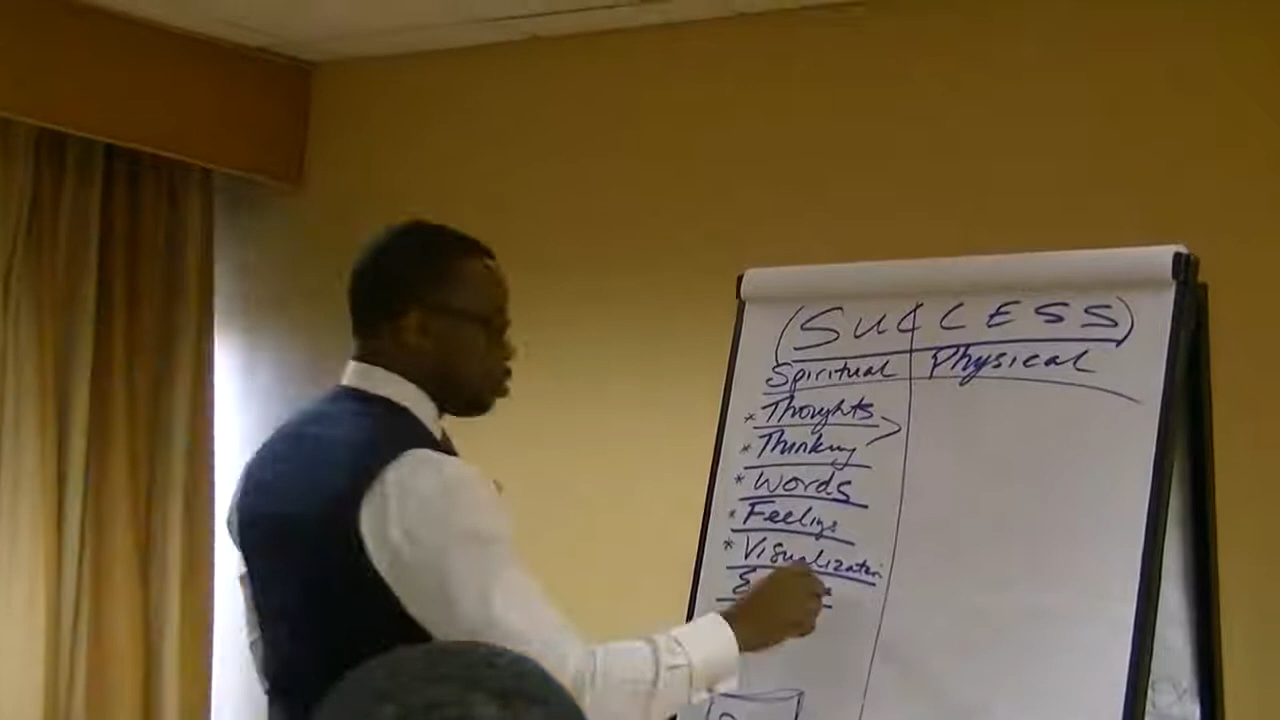 (SUCCESS)
Spiritual Physical
* Thoughts
* Thinking
* Words
* Feelings
* Visualization